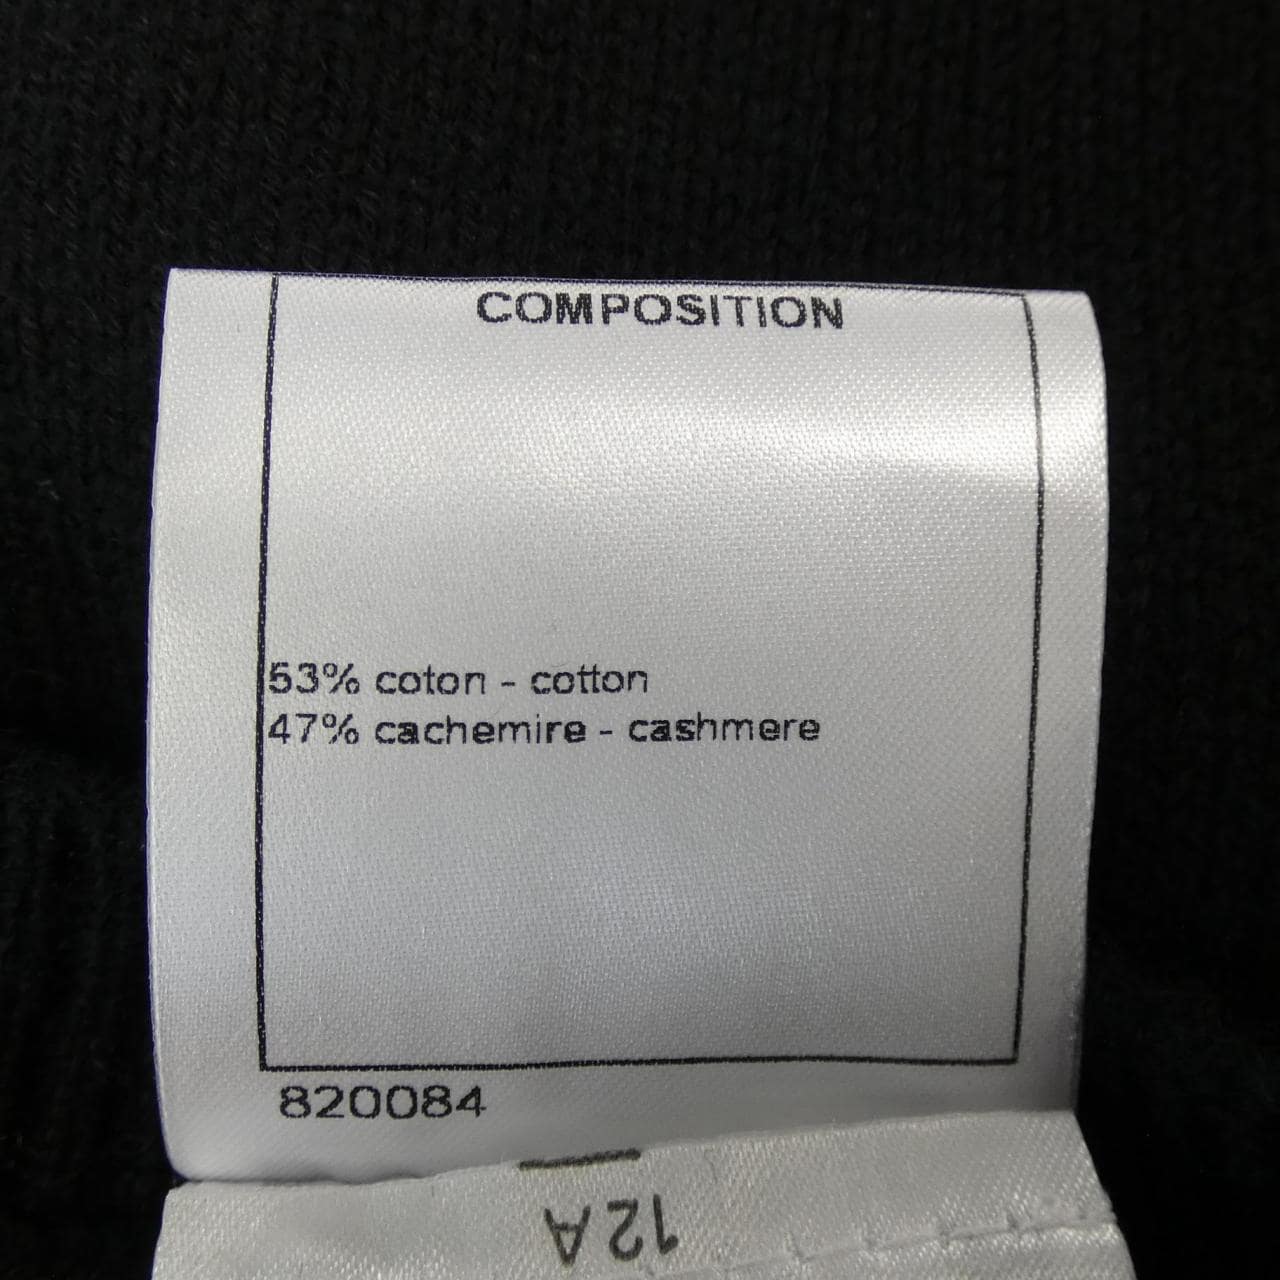 COMPOSITION
53% coton - cotton
47% cachemire - cashmere
820084
12A